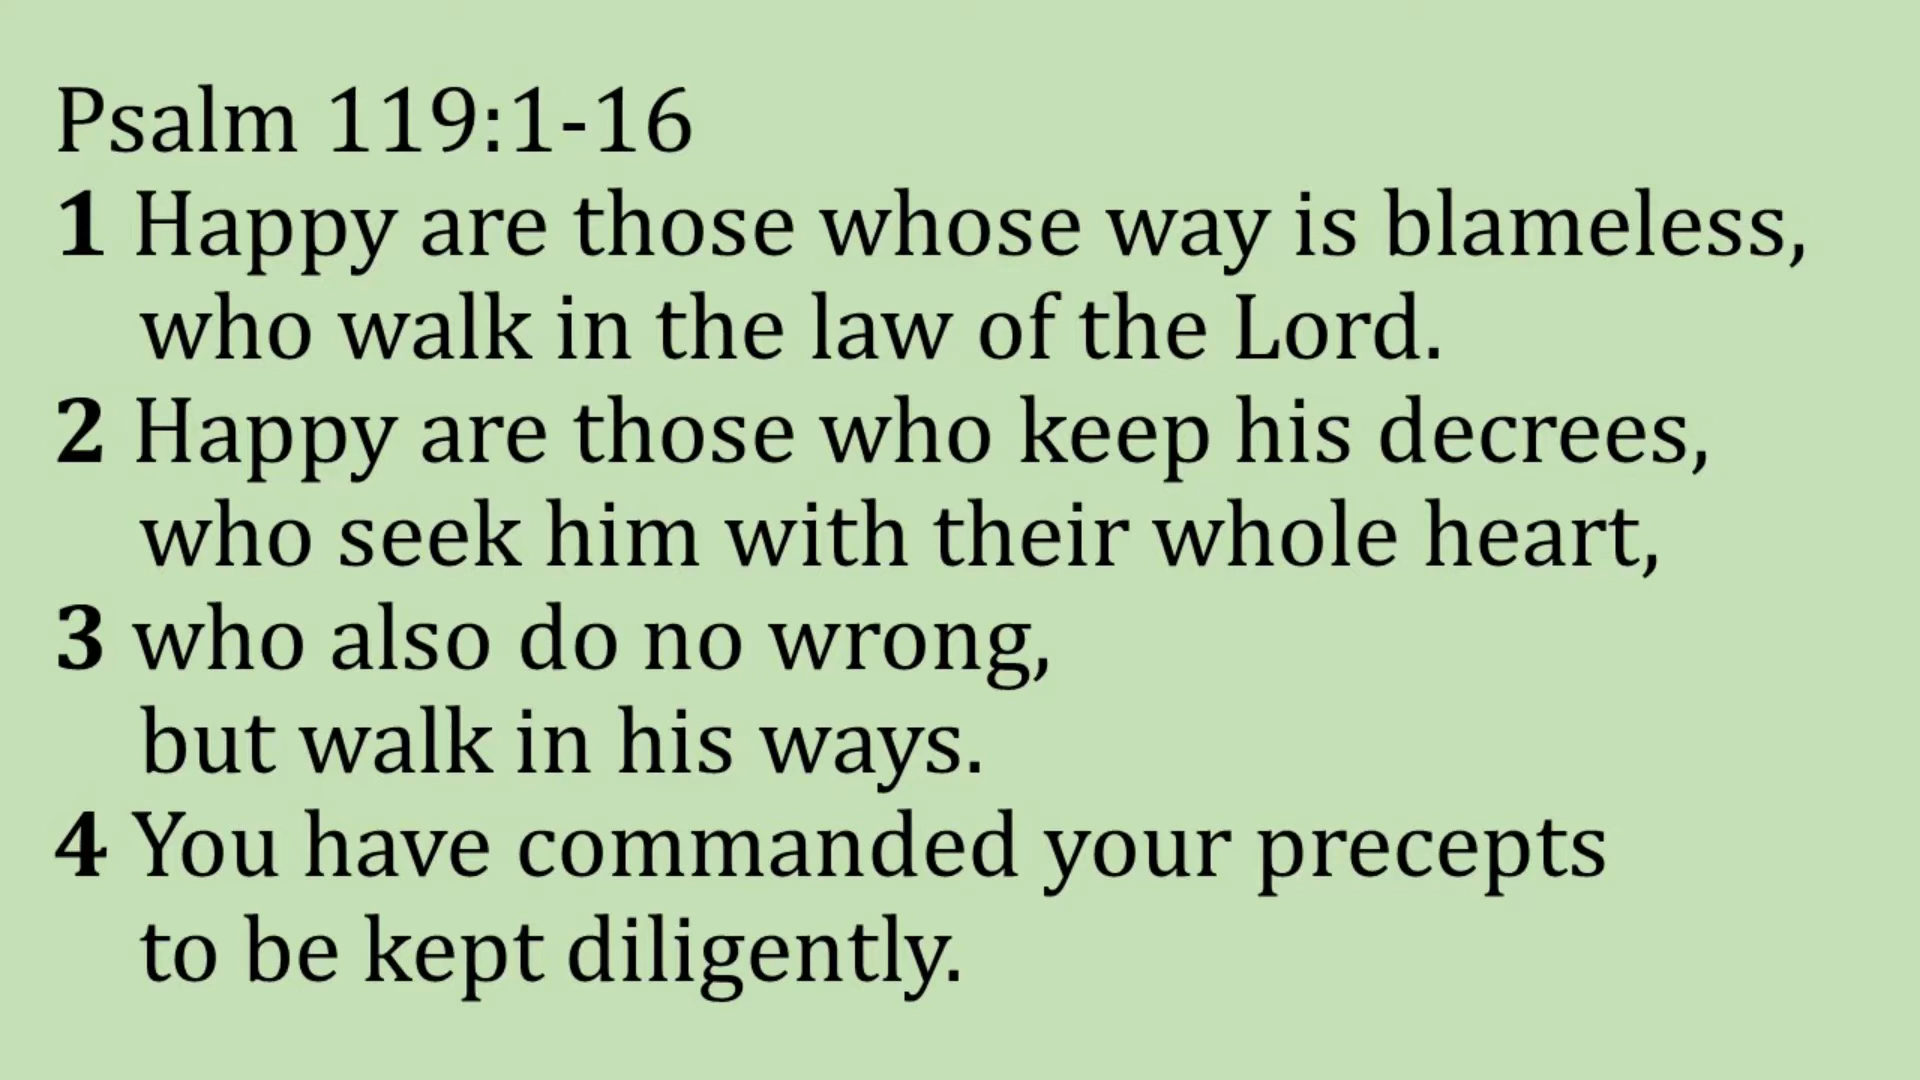 Psalm 119:1-16
1 Happy are those whose way is blameless,
who walk in the law of the Lord.
2 Happy are those who keep his decrees,
who seek him with their whole heart,
3 who also do no wrong,
but walk in his ways.
4 You have commanded your precepts
to be kept diligently.